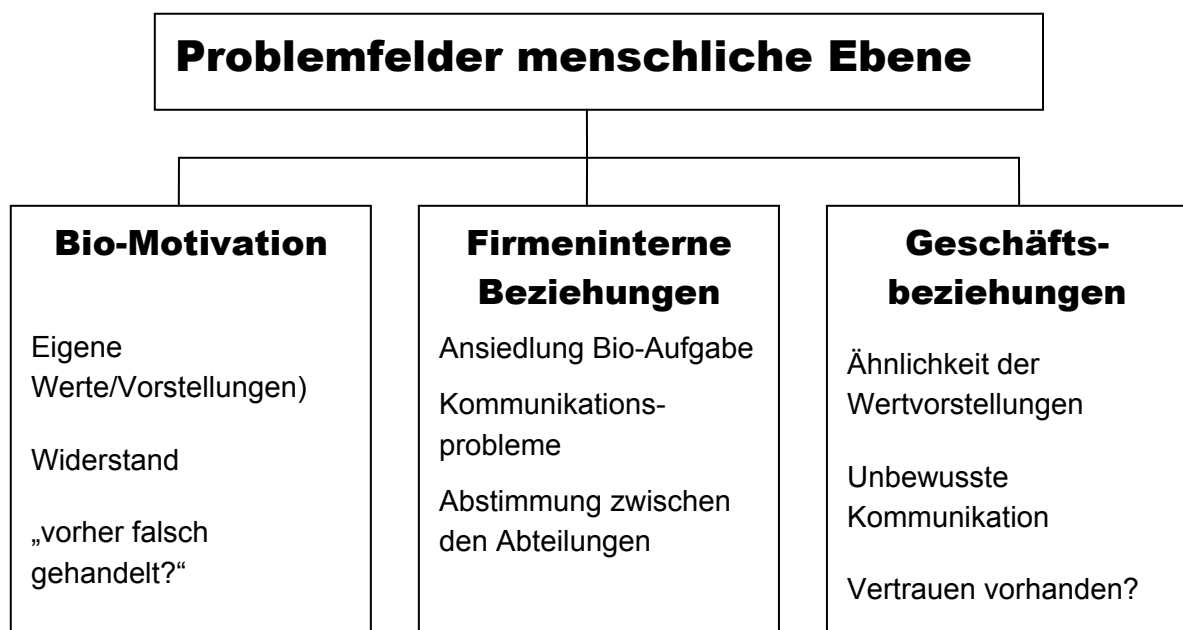 Problemfelder menschliche Ebene
Bio-Motivation
Eigene
Werte/Vorstellungen)
Widerstand
„vorher falsch
gehandelt?“
Firmeninterne
Beziehungen
Ansiedlung Bio-Aufgabe
Kommunikations-
probleme
Abstimmung zwischen
den Abteilungen
Geschäfts-
beziehungen
Ähnlichkeit der
Wertvorstellungen
Unbewusste
Kommunikation
Vertrauen vorhanden?